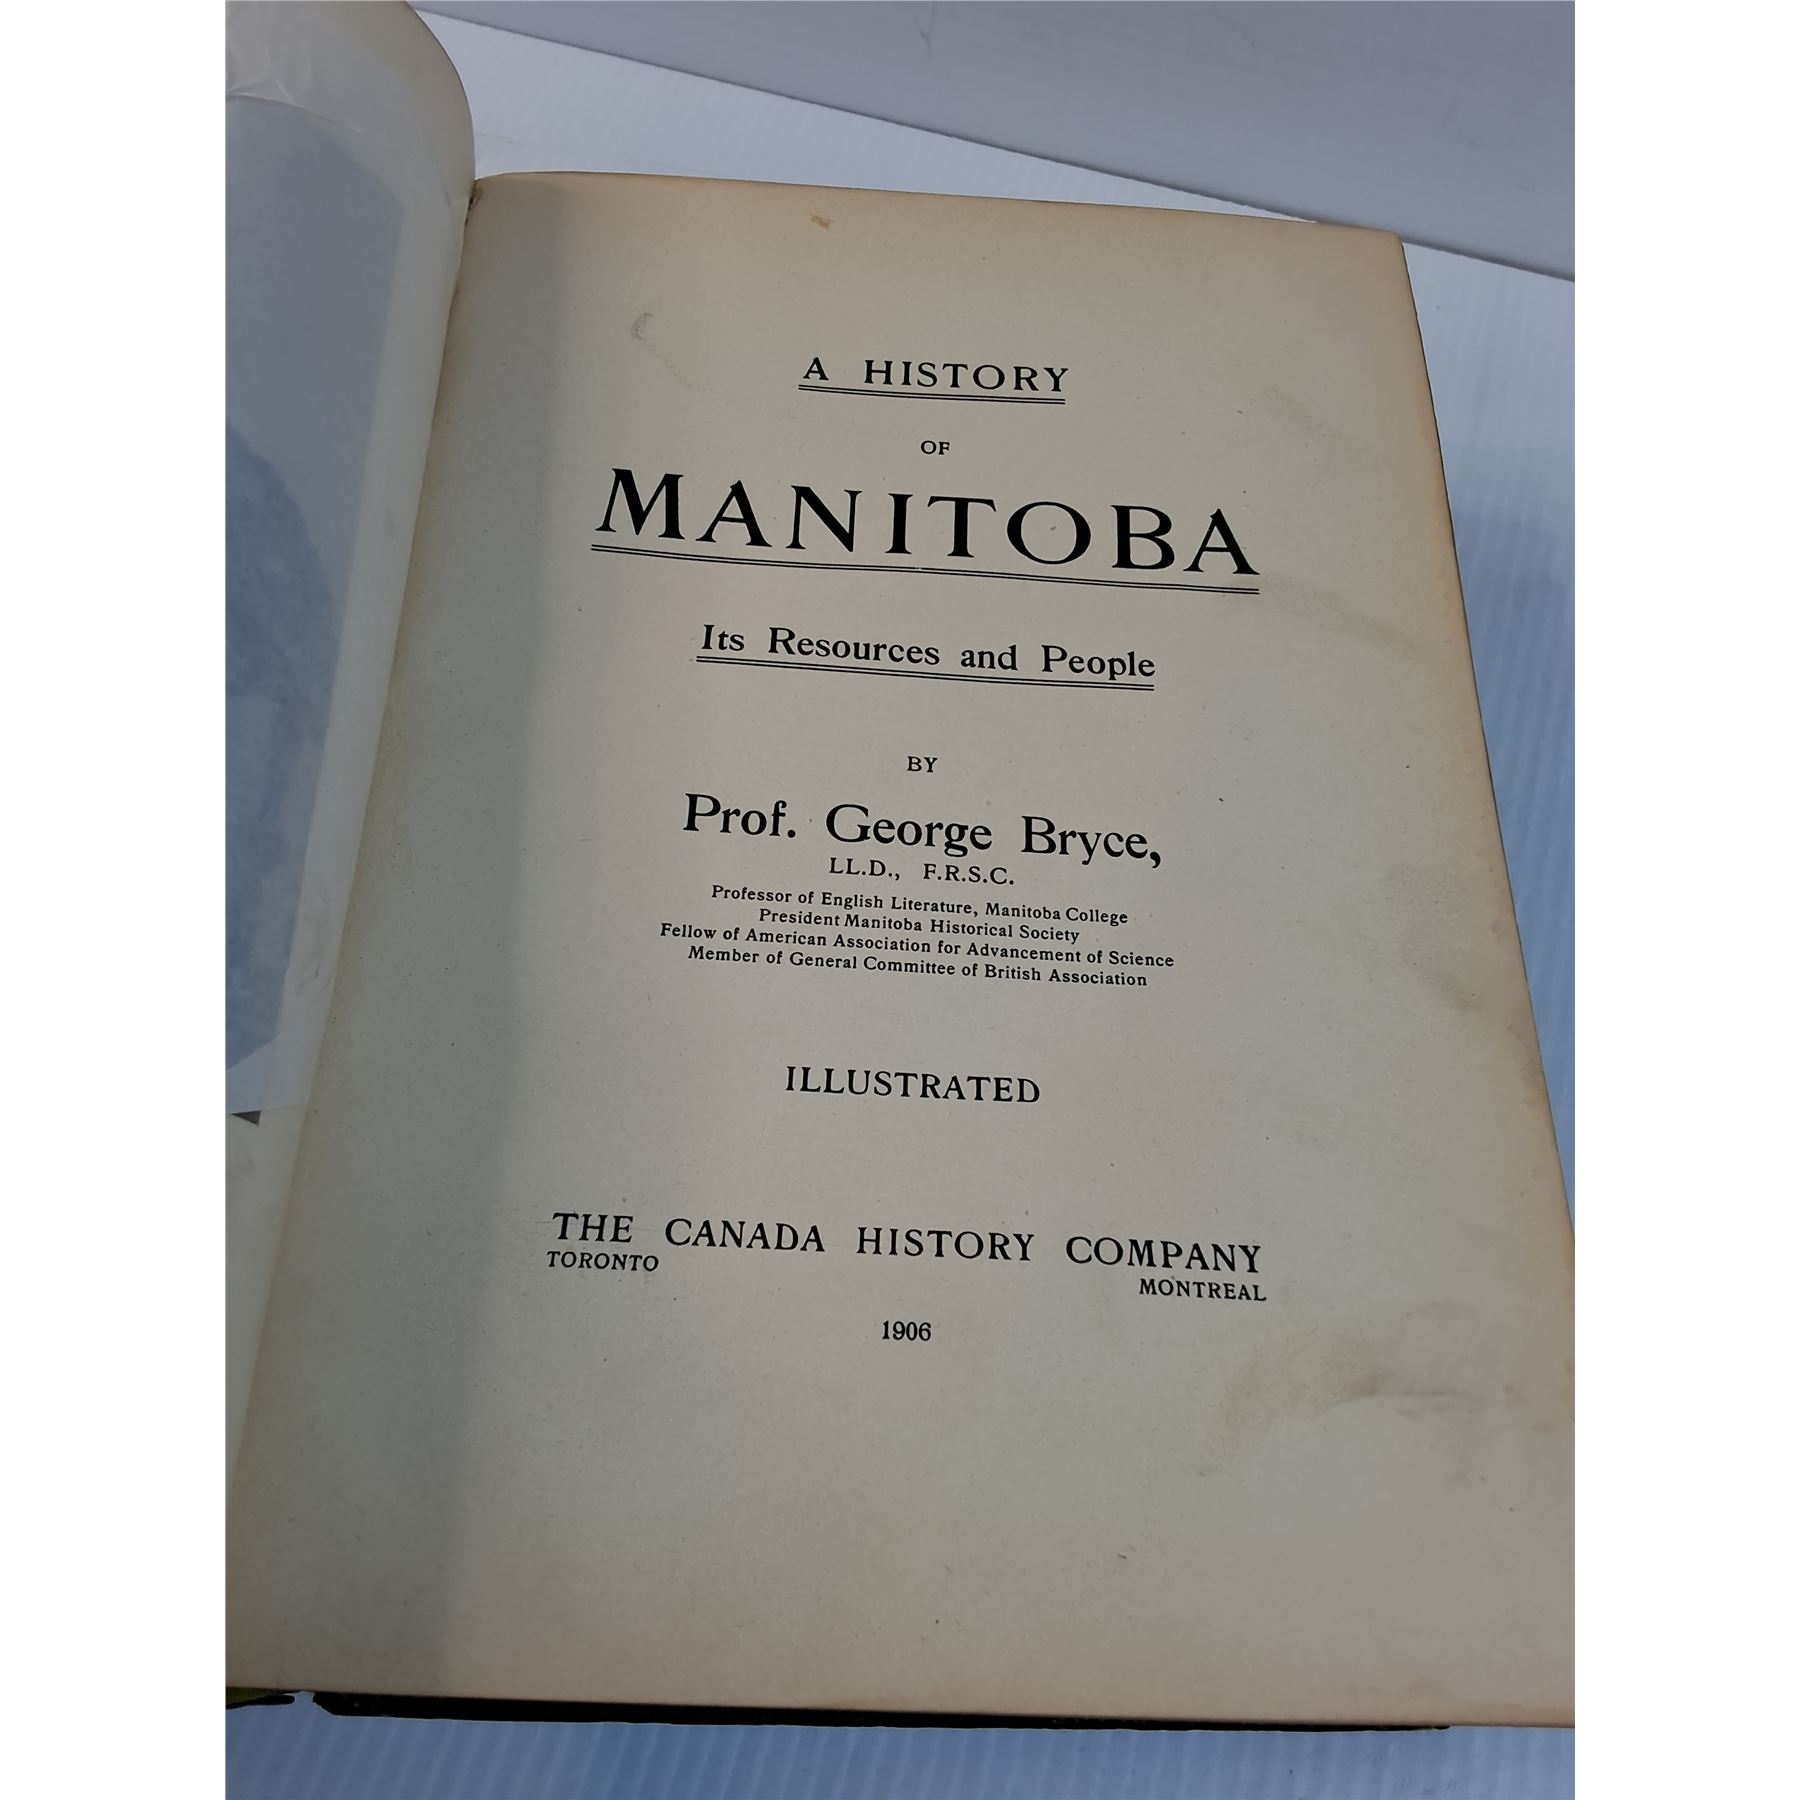 A HISTORY
OF
MANITOBA
Its Resources and People
BY
Prof. George Bryce,
LL.D., F.R.S.C.
Professor of English Literature, Manitoba College
President Manitoba Historical Society
Fellow of American Association for Advancement of Science
Member of General Committee of British Association
ILLUSTRATED
THE CANADA HISTORY COMPANY
TORONTO MONTREAL
1906